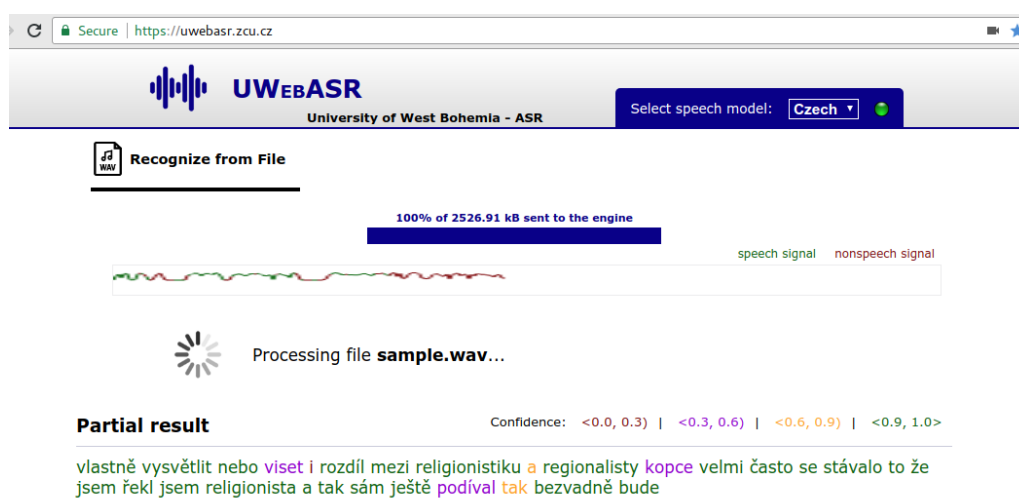 Secure | https://uwebasr.zcu.cz
UWEBASR
University of West Bohemia - ASR
Select speech model: Czech
WAV
Recognize from File
100% of 2526.91 kB sent to the engine
speech signal nonspeech signal
Processing file sample.wav...
Partial result
Confidence: <0.0, 0.3) | <0.3, 0.6) | <0.6, 0.9) | <0.9, 1.0>
vlastně vysvětlit nebo viset i rozdíl mezi religionistiku a regionalisty kopce velmi často se stávalo to že
jsem řekl jsem religionista a tak sám ještě podíval tak bezvadně bude